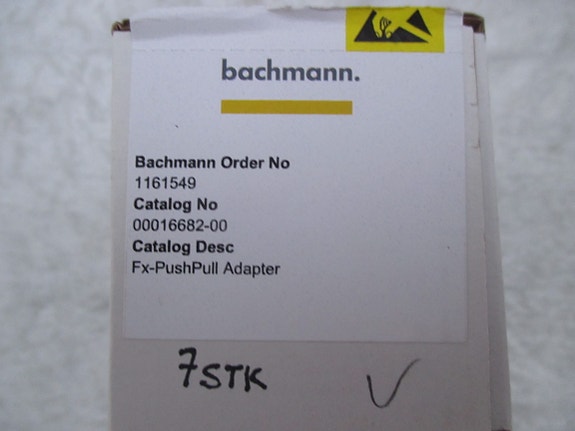 bachmann.
Bachmann Order No
1161549
Catalog No
00016682-00
Catalog Desc
Fx-PushPull Adapter
7STK